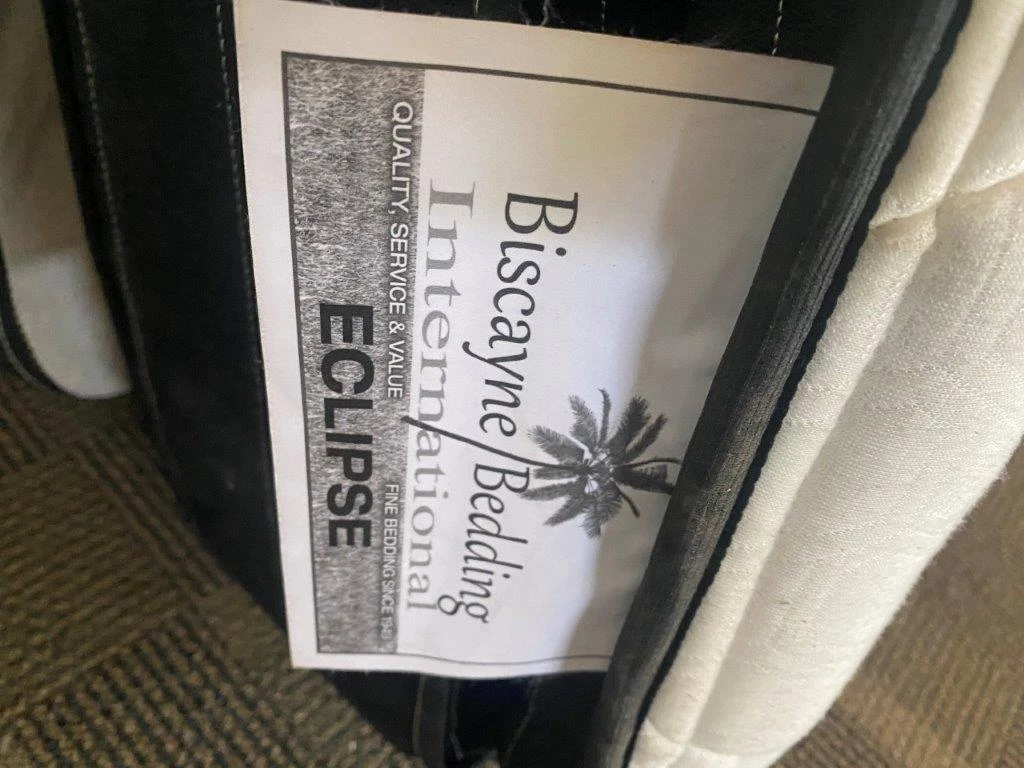 Biscayne/Bedding
International
QUALITY, SERVICE & VALUE FINE BEDDING SINCE
ECLIPSE